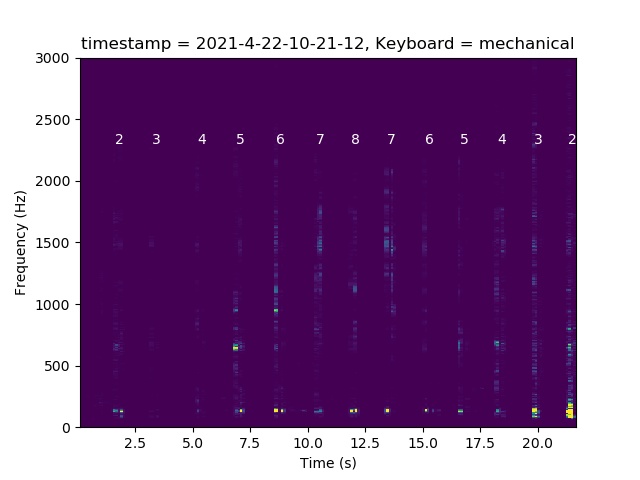 timestamp = 2021-4-22-10-21-12, Keyboard = mechanical
3000
2500
2 3 4 5 6 7 8 7 6 5 4 3 2
2000
1500
1000
500
0
Frequency (Hz)
2.5 5.0 7.5 10.0 12.5 15.0 17.5 20.0
Time (s)